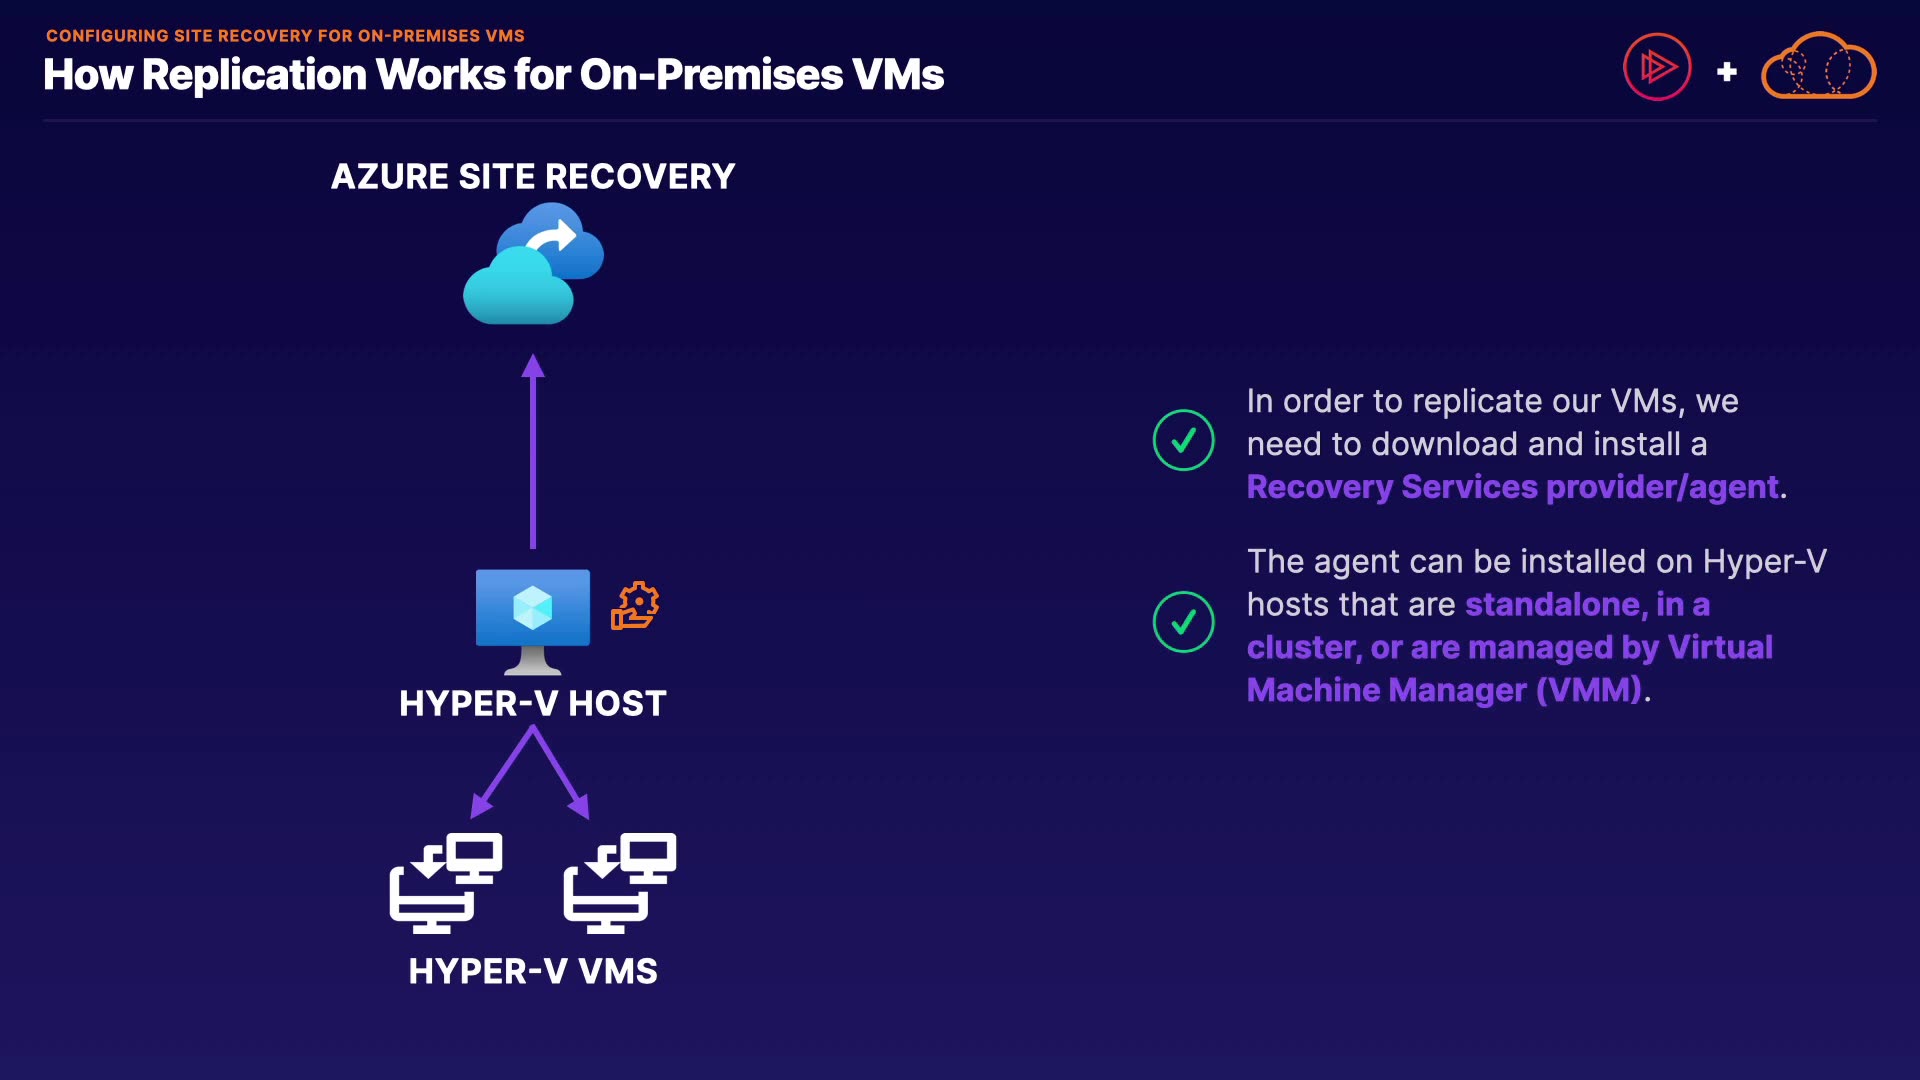 CONFIGURING SITE RECOVERY FOR ON-PREMISES VMS
How Replication Works for On-Premises VMs
AZURE SITE RECOVERY
HYPER-V HOST
HYPER-V VMS
In order to replicate our VMs, we
need to download and install a
Recovery Services provider/agent.
The agent can be installed on Hyper-V
hosts that are standalone, in a
cluster, or are managed by Virtual
Machine Manager (VMM).